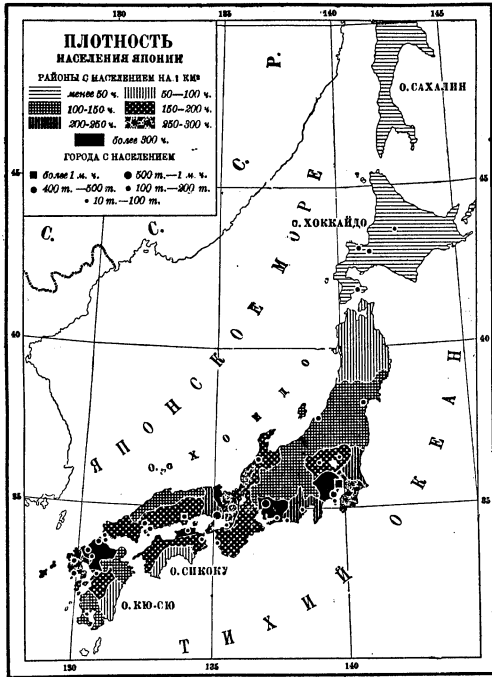 130 135 140 145
ПЛОТНОСТЬ
НАСЕЛЕНИЯ ЯПОНИИ
РАЙОНЫ С НАСЕЛЕНИЕМ НА 1 КМ²
менее 50 ч. 50—100 ч.
100-150 ч. 150-200 ч.
200-250 ч. 250-300 ч.
более 300 ч.
ГОРОДА С НАСЕЛЕНИЕМ
более 1 м. ч. 500 т.—1 м. ч.
400 т. —500 т. 100 т.—200 т.
10 т.—100 т.
С. С. С. Р.
О. САХАЛИН
О. ХОККАЙДО
ЯПОНСКОЕ МОРЕ
О. ХОНДО
О. СИКОКУ
О. КЮ-СЮ
ТИХИЙ ОКЕАН
45 45
40 40
35 35
130 135 140